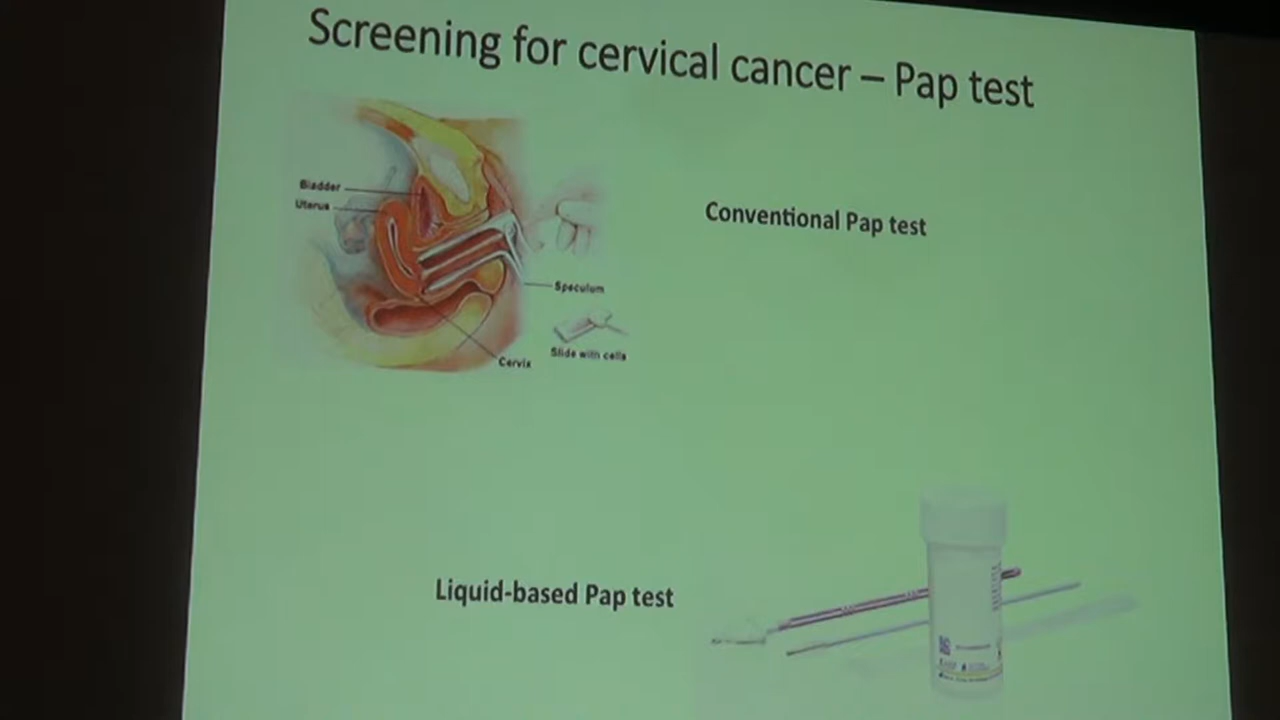 Screening for cervical cancer – Pap test
Bladder
Uterus
Conventional Pap test
Speculum
Slide with cells
Cervix
Liquid-based Pap test